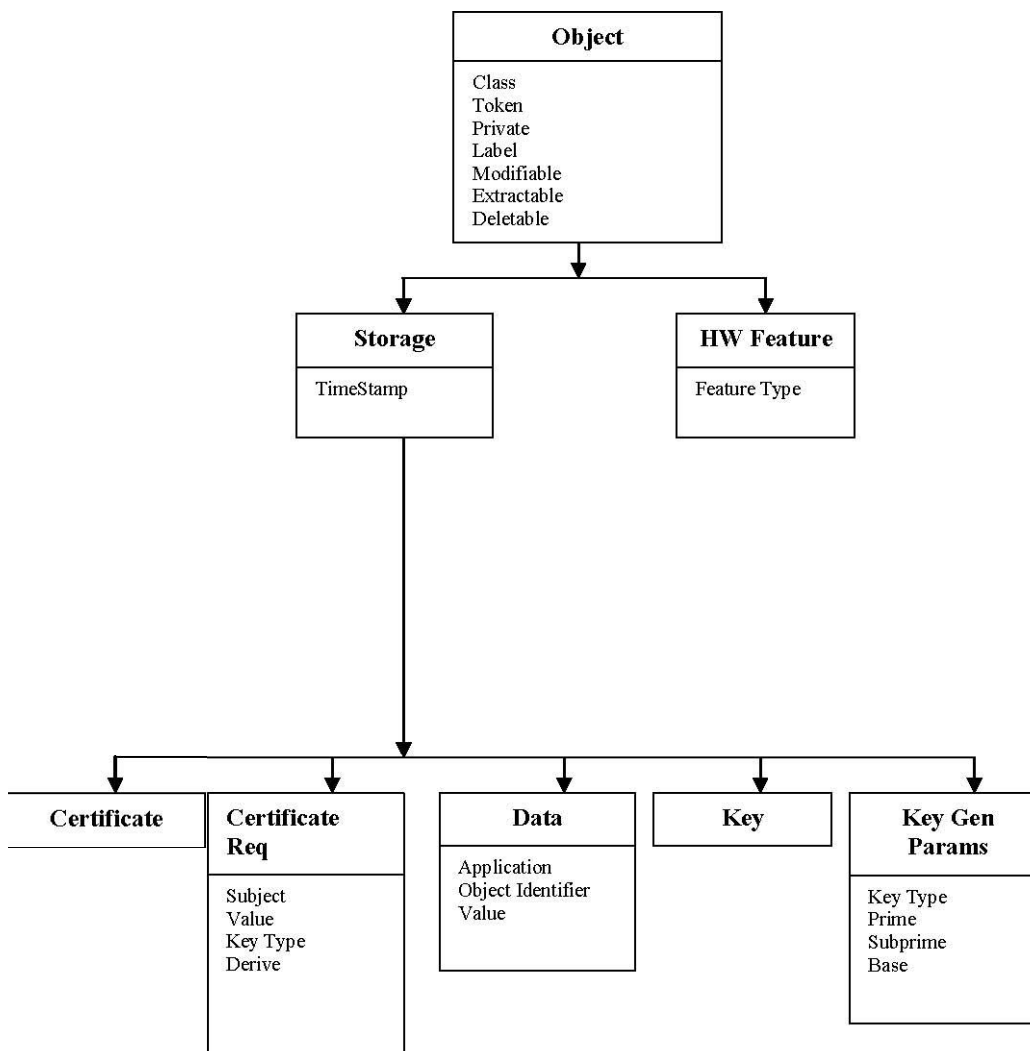 Object
Class
Token
Private
Label
Modifiable
Extractable
Deletable
Storage
TimeStamp
HW Feature
Feature Type
Certificate
Certificate
Req
Subject
Value
Key Type
Derive
Data
Application
Object Identifier
Value
Key
Key Gen
Params
Key Type
Prime
Subprime
Base